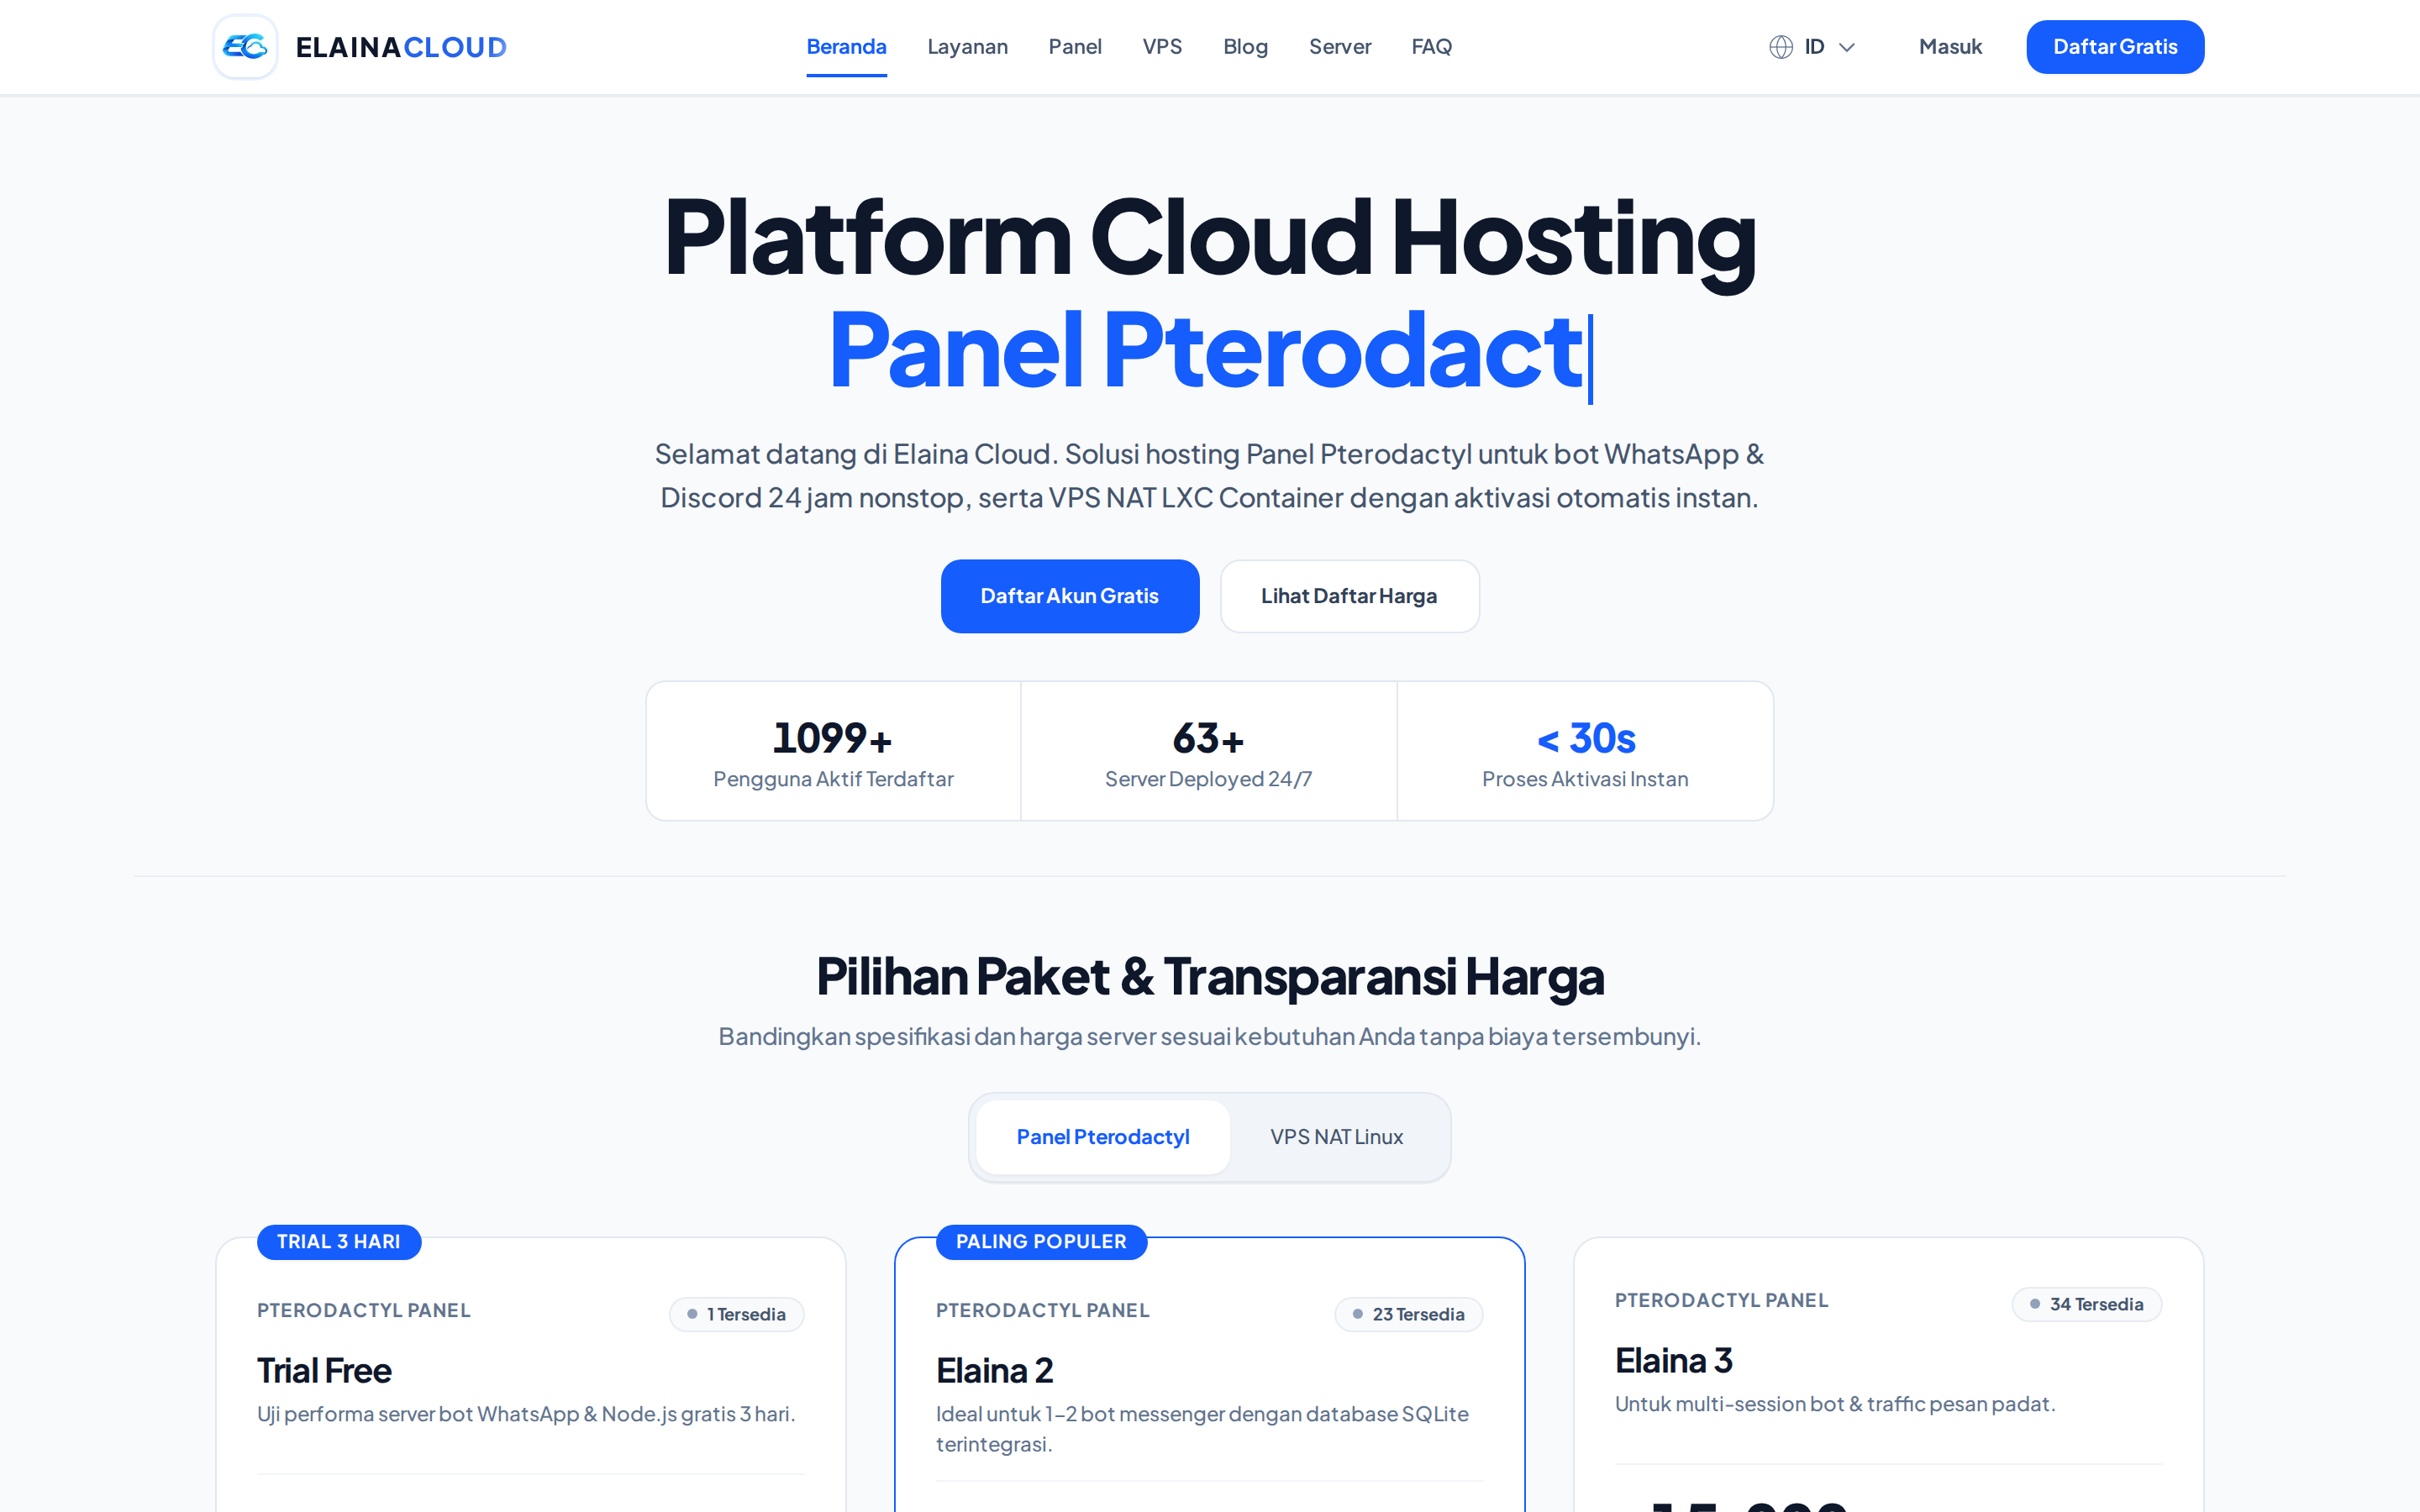 ELAINACLOUD
Beranda Layanan Panel VPS Blog Server FAQ
ID Masuk Daftar Gratis
Platform Cloud Hosting
Panel Pterodact
Selamat datang di Elaina Cloud. Solusi hosting Panel Pterodactyl untuk bot WhatsApp &
Discord 24 jam nonstop, serta VPS NAT LXC Container dengan aktivasi otomatis instan.
Daftar Akun Gratis Lihat Daftar Harga
1099+
Pengguna Aktif Terdaftar
63+
Server Deployed 24/7
< 30s
Proses Aktivasi Instan
Pilihan Paket & Transparansi Harga
Bandingkan spesifikasi dan harga server sesuai kebutuhan Anda tanpa biaya tersembunyi.
Panel Pterodactyl VPS NAT Linux
TRIAL 3 HARI
PTERODACTYL PANEL 1 Tersedia
Trial Free
Uji performa server bot WhatsApp & Node.js gratis 3 hari.
PALING POPULER
PTERODACTYL PANEL 23 Tersedia
Elaina 2
Ideal untuk 1–2 bot messenger dengan database SQLite
terintegrasi.
PTERODACTYL PANEL 34 Tersedia
Elaina 3
Untuk multi-session bot & traffic pesan padat.